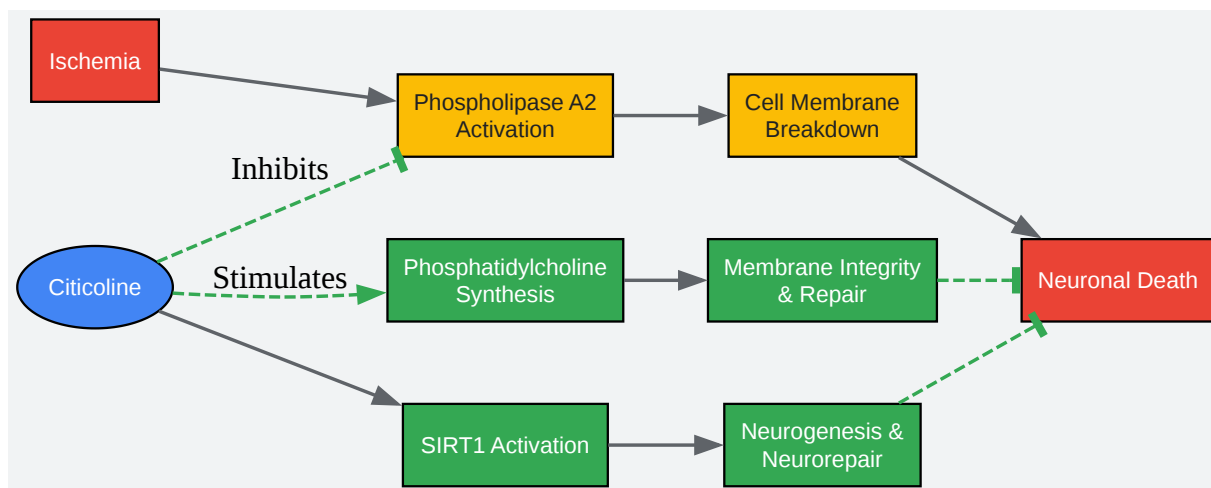 Ischemia
Phospholipase A2
Activation
Cell Membrane
Breakdown
Inhibits
Citicoline
Stimulates
Phosphatidylcholine
Synthesis
Membrane Integrity
& Repair
Neuronal Death
SIRT1 Activation
Neurogenesis &
Neurorepair